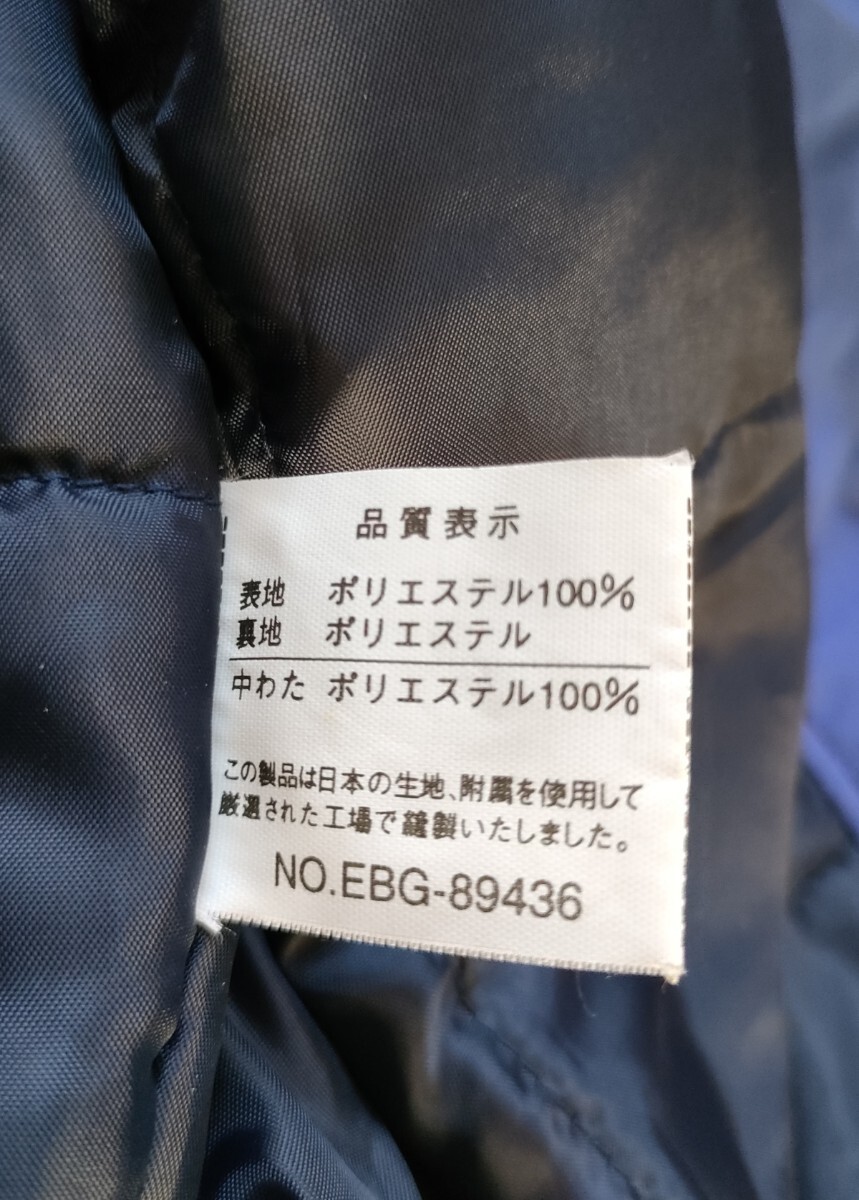 品質表示
表地 ポリエステル100%
裏地 ポリエステル
中わた ポリエステル100%
この製品は日本の生地、附属を使用して
厳選された工場で縫製いたしました。
NO.EBG-89436